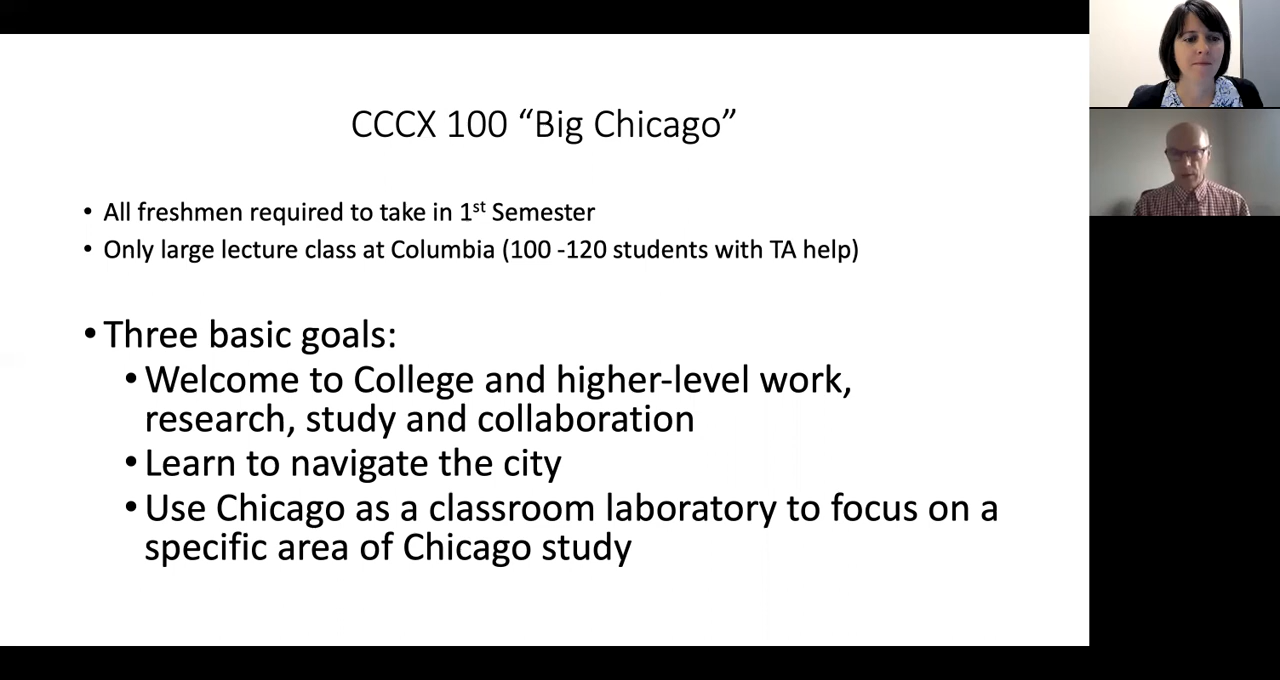 CCCX 100 “Big Chicago”
• All freshmen required to take in 1st Semester
• Only large lecture class at Columbia (100 -120 students with TA help)
• Three basic goals:
• Welcome to College and higher-level work,
research, study and collaboration
• Learn to navigate the city
• Use Chicago as a classroom laboratory to focus on a
specific area of Chicago study